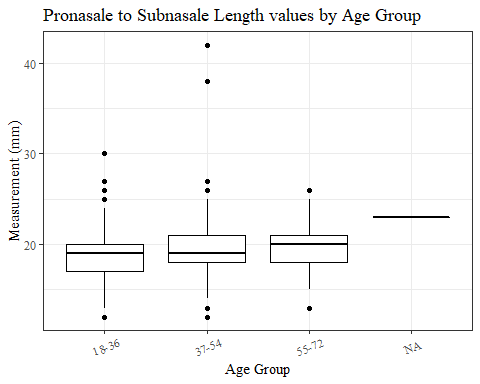 Pronasale to Subnasale Length values by Age Group
Measurement (mm)
40
30
20
18-36
37-54
55-72
NA
Age Group